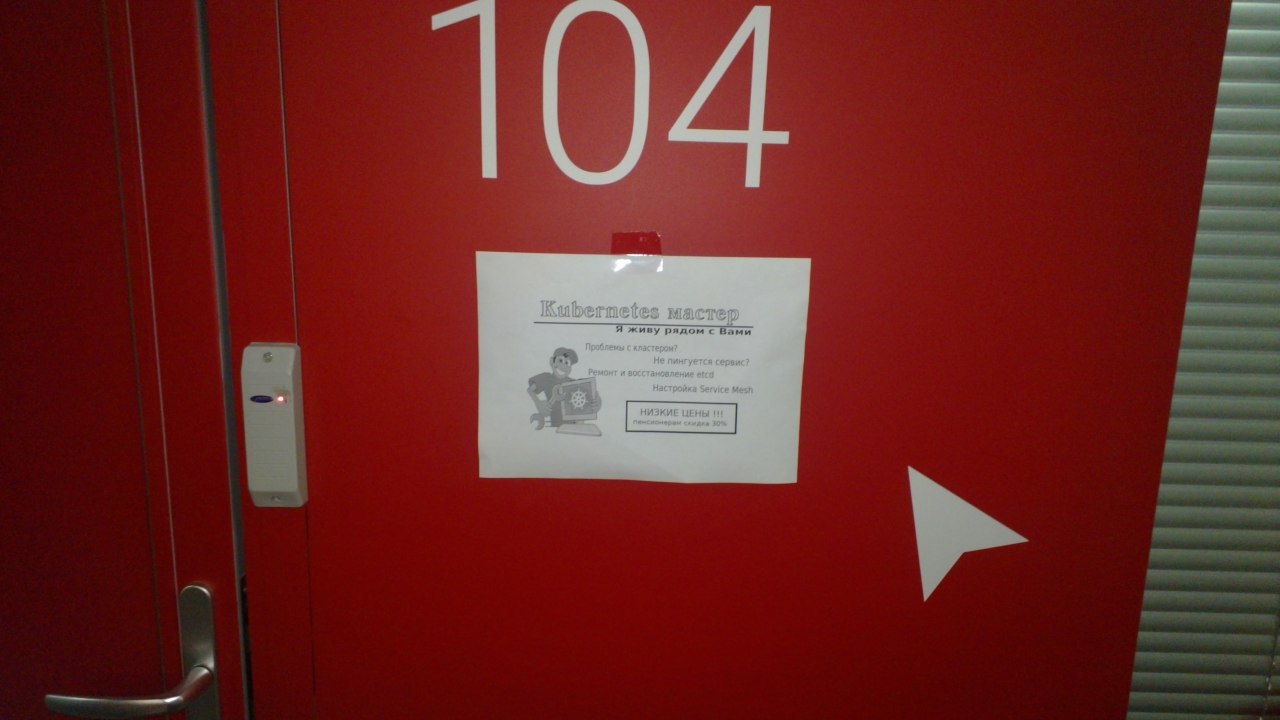 104
Kubernetes мастер
Я живу рядом с Вами
Проблемы с кластером?
Не пингуется сервис?
Ремонт и восстановление etcd
Настройка Service Mesh
НИЗКИЕ ЦЕНЫ !!!
пенсионерам скидка 30%